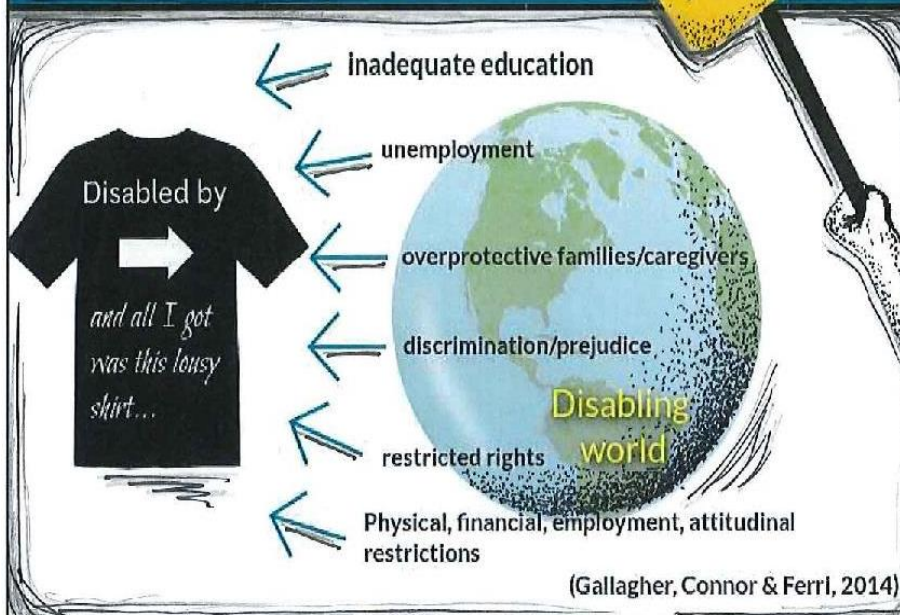 inadequate education
unemployment
Disabled by
overprotective families/caregivers
and all I got
was this lousy
shirt...
discrimination/prejudice
Disabling
world
restricted rights
Physical, financial, employment, attitudinal
restrictions
(Gallagher, Connor & Ferri, 2014)